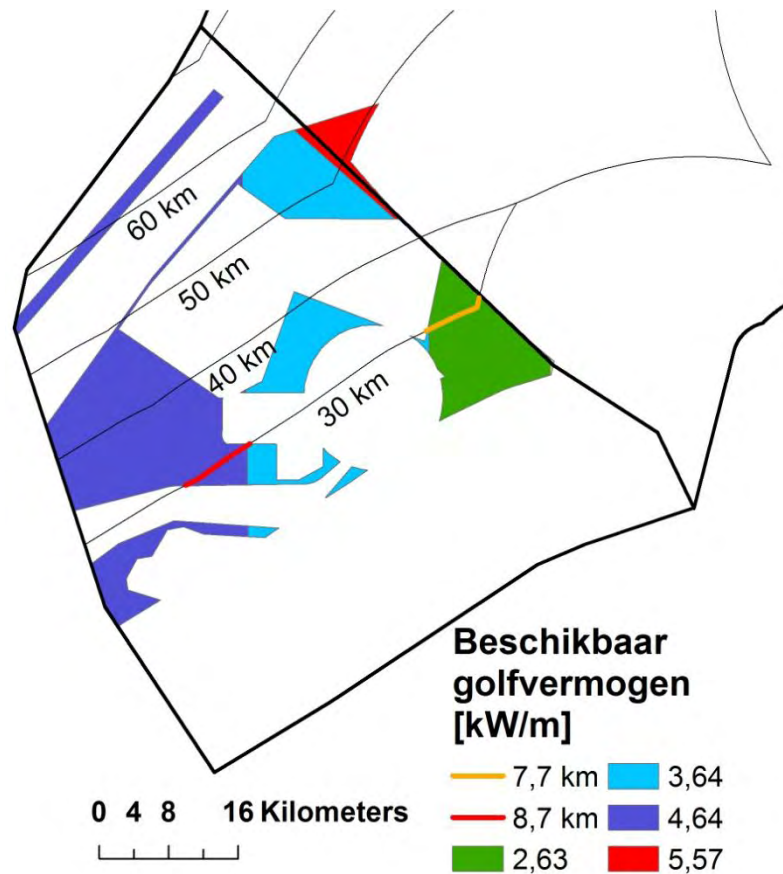 60 km
50 km
40 km
30 km
Beschikbaar
golfvermogen
[kW/m]
7,7 km 3,64
8,7 km 4,64
2,63 5,57
0 4 8 16 Kilometers